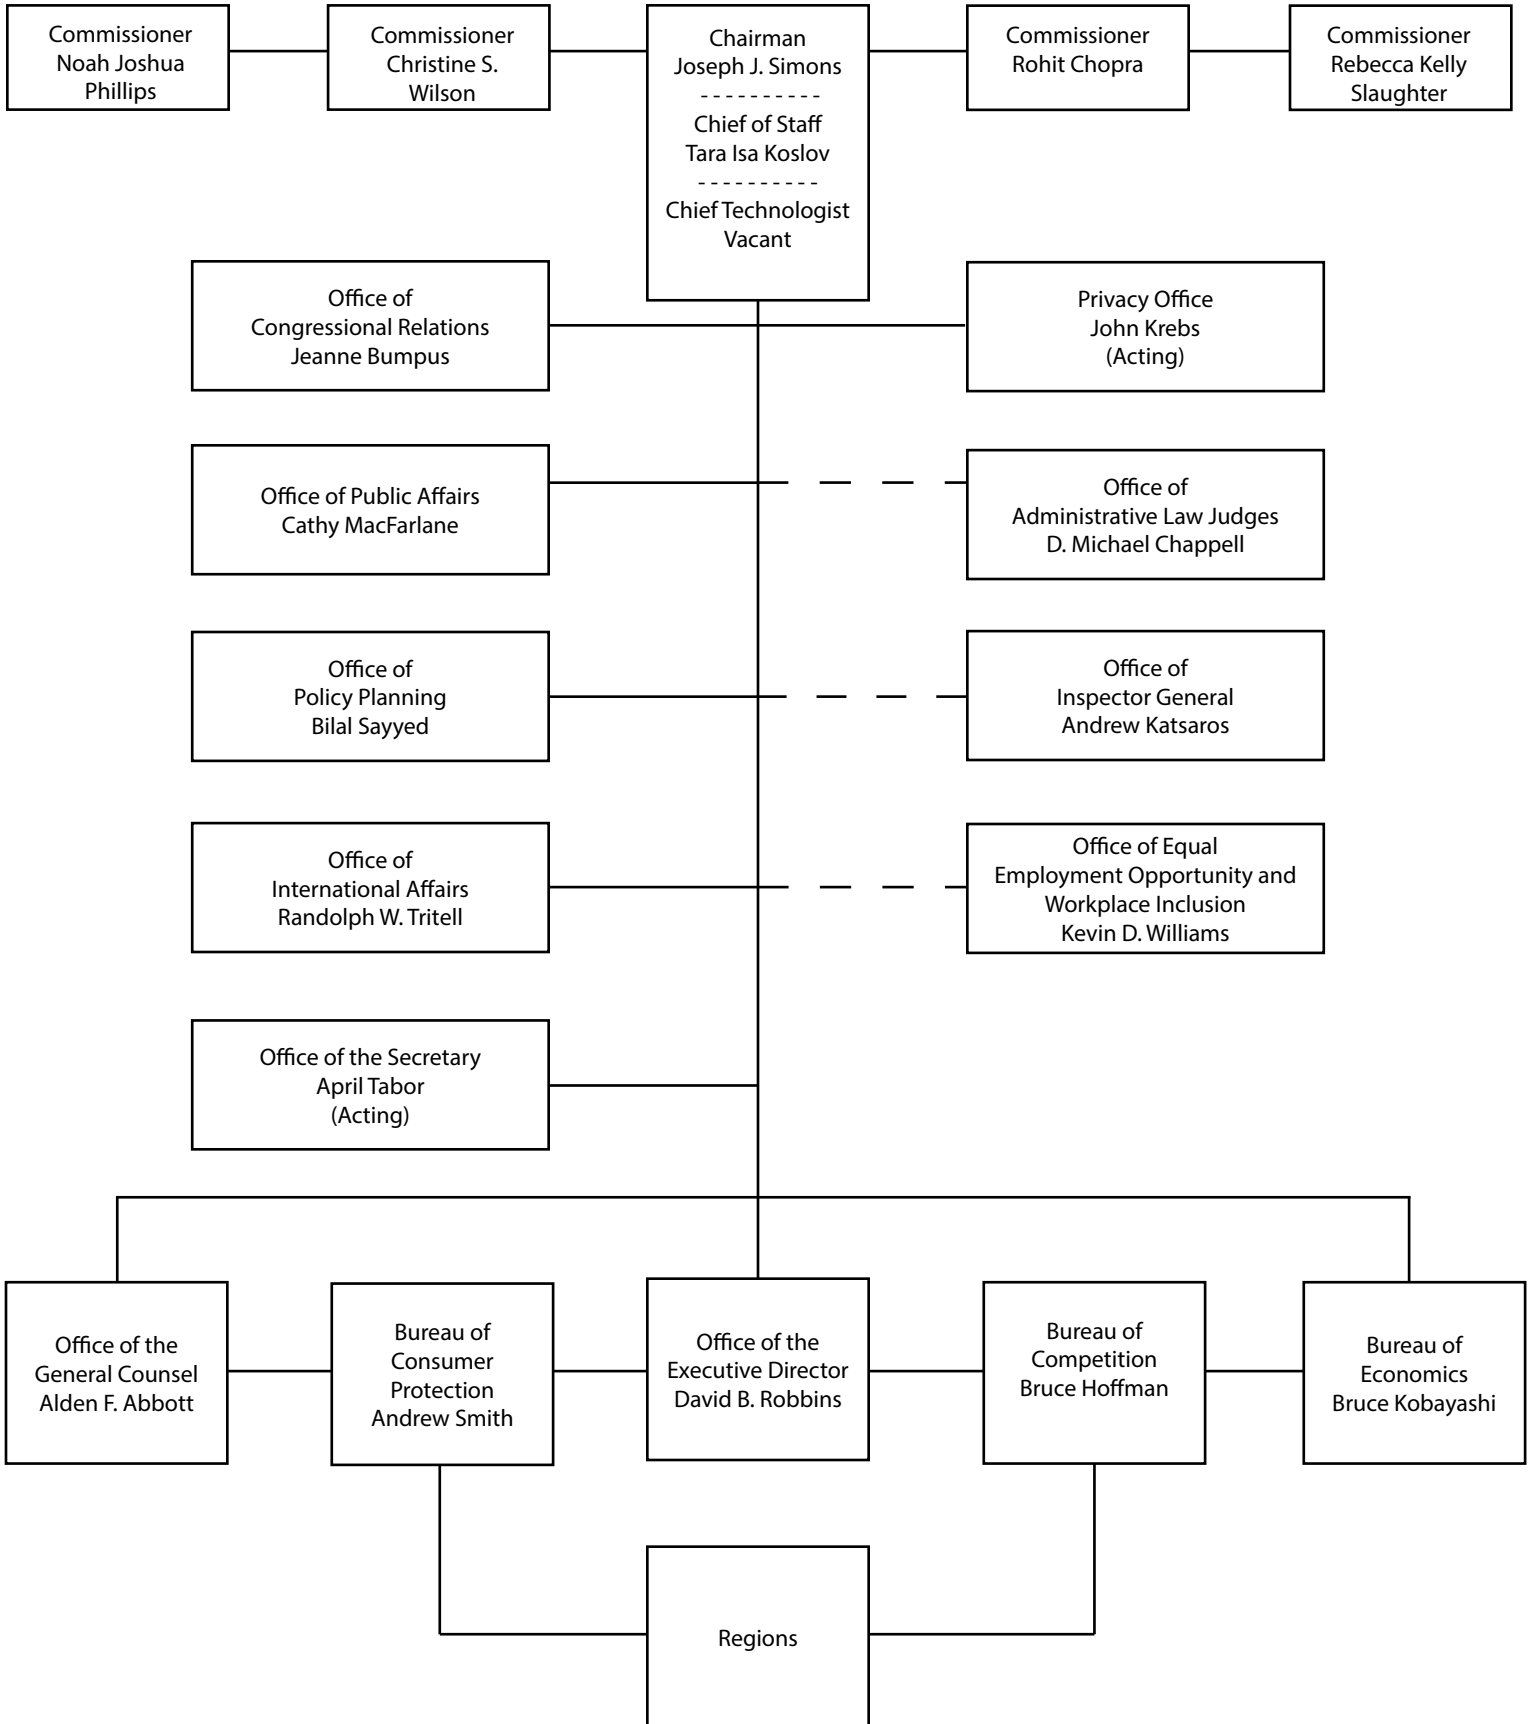 Commissioner
Noah Joshua
Phillips
Commissioner
Christine S.
Wilson
Chairman
Joseph J. Simons
----------
Chief of Staff
Tara Isa Koslov
----------
Chief Technologist
Vacant
Commissioner
Rohit Chopra
Commissioner
Rebecca Kelly
Slaughter
Office of
Congressional Relations
Jeanne Bumpus
Privacy Office
John Krebs
(Acting)
Office of Public Affairs
Cathy MacFarlane
Office of
Administrative Law Judges
D. Michael Chappell
Office of
Policy Planning
Bilal Sayyed
Office of
Inspector General
Andrew Katsaros
Office of
International Affairs
Randolph W. Tritell
Office of Equal
Employment Opportunity and
Workplace Inclusion
Kevin D. Williams
Office of the Secretary
April Tabor
(Acting)
Office of the
General Counsel
Alden F. Abbott
Bureau of
Consumer
Protection
Andrew Smith
Office of the
Executive Director
David B. Robbins
Bureau of
Competition
Bruce Hoffman
Bureau of
Economics
Bruce Kobayashi
Regions